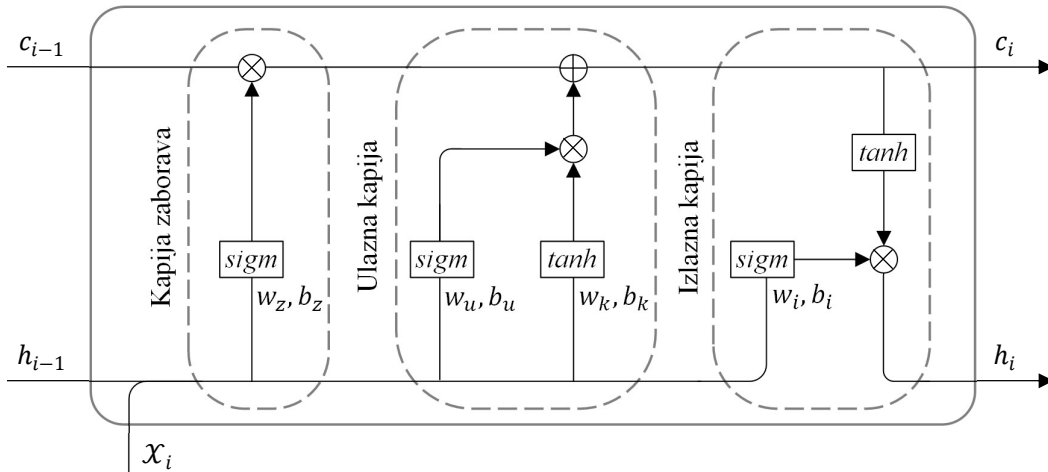 c_{i-1}
c_i
Kapija zaborava
Ulazna kapija
Izlazna kapija
tanh
sigm
sigm
tanh
sigm
w_z, b_z
w_u, b_u
w_k, b_k
w_i, b_i
h_{i-1}
h_i
x_i